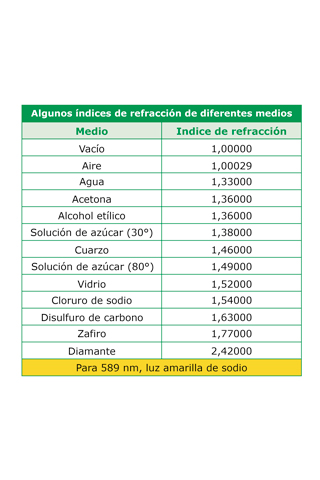 Algunos índices de refracción de diferentes medios
Medio Indice de refracción
Vacío 1,00000
Aire 1,00029
Agua 1,33000
Acetona 1,36000
Alcohol etílico 1,36000
Solución de azúcar (30°) 1,38000
Cuarzo 1,46000
Solución de azúcar (80°) 1,49000
Vidrio 1,52000
Cloruro de sodio 1,54000
Disulfuro de carbono 1,63000
Zafiro 1,77000
Diamante 2,42000
Para 589 nm, luz amarilla de sodio